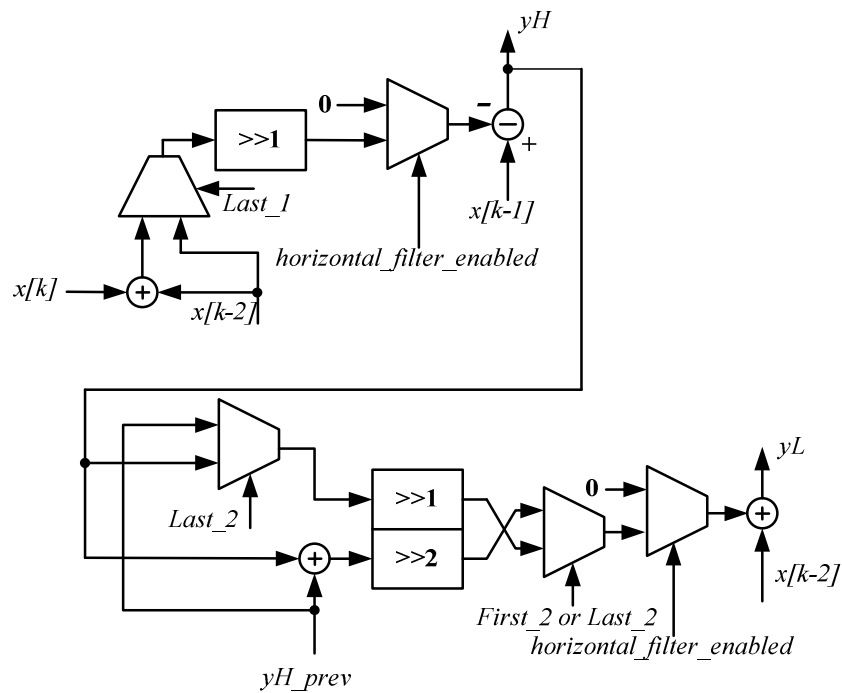 yH
0
-
>>1
−
+
Last_1
x[k-1]
horizontal_filter_enabled
x[k]
+
x[k-2]
yL
0
>>1
Last_2
+
>>2
+
x[k-2]
First_2 or Last_2
horizontal_filter_enabled
yH_prev